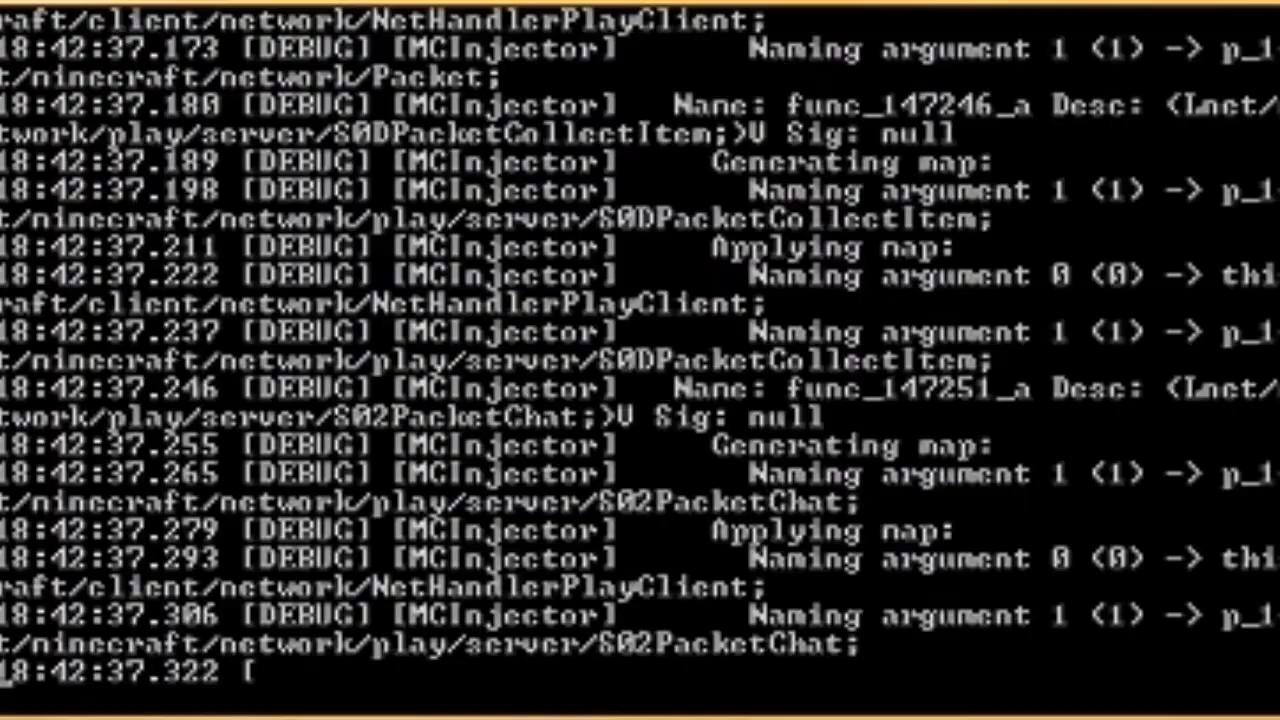 raft/client/network/NetHandlerPlayClient;
18:42:37.173 [DEBUG] [MCInjector] Naming argument 1 (1) -> p_1
t/minecraft/network/Packet;
18:42:37.180 [DEBUG] [MCInjector] Name: func_147246_a Desc: (Lnet/
twork/play/server/S0DPacketCollectItem;)V Sig: null
18:42:37.189 [DEBUG] [MCInjector] Generating map:
18:42:37.198 [DEBUG] [MCInjector] Naming argument 1 (1) -> p_1
t/minecraft/network/play/server/S0DPacketCollectItem;
18:42:37.211 [DEBUG] [MCInjector] Applying map:
18:42:37.222 [DEBUG] [MCInjector] Naming argument 0 (0) -> thi
raft/client/network/NetHandlerPlayClient;
18:42:37.237 [DEBUG] [MCInjector] Naming argument 1 (1) -> p_1
t/minecraft/network/play/server/S0DPacketCollectItem;
18:42:37.246 [DEBUG] [MCInjector] Name: func_147251_a Desc: (Lnet/
twork/play/server/S02PacketChat;)V Sig: null
18:42:37.255 [DEBUG] [MCInjector] Generating map:
18:42:37.265 [DEBUG] [MCInjector] Naming argument 1 (1) -> p_1
t/minecraft/network/play/server/S02PacketChat;
18:42:37.279 [DEBUG] [MCInjector] Applying map:
18:42:37.293 [DEBUG] [MCInjector] Naming argument 0 (0) -> thi
raft/client/network/NetHandlerPlayClient;
18:42:37.306 [DEBUG] [MCInjector] Naming argument 1 (1) -> p_1
t/minecraft/network/play/server/S02PacketChat;
18:42:37.322 [